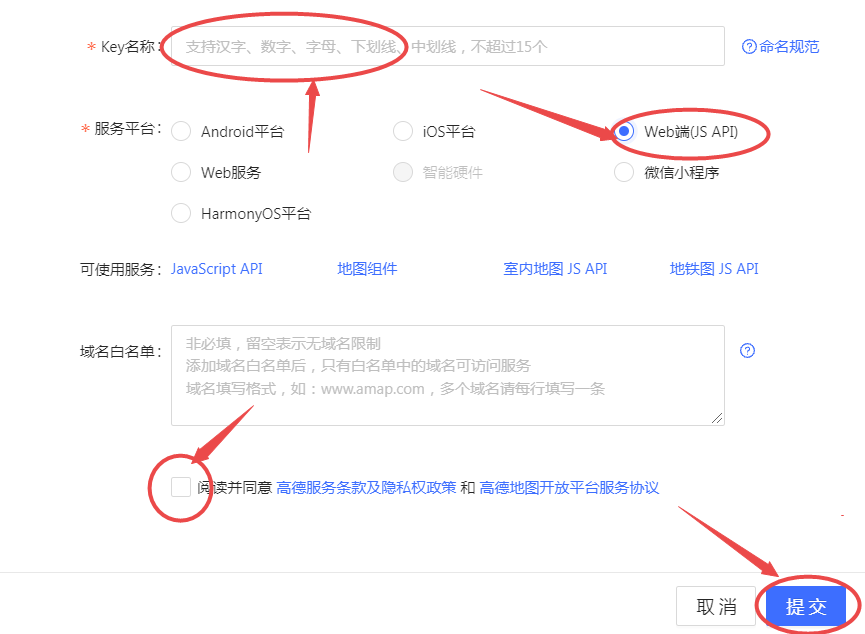 * Key名称： 支持汉字、数字、字母、下划线、中划线，不超过15个 命名规范
* 服务平台： Android平台 iOS平台 Web端(JS API)
Web服务 智能硬件 微信小程序
HarmonyOS平台
可使用服务： JavaScript API 地图组件 室内地图 JS API 地铁图 JS API
域名白名单： 非必填，留空表示无域名限制
添加域名白名单后，只有白名单中的域名可访问服务
域名填写格式，如：www.amap.com，多个域名请每行填写一条
阅读并同意 高德服务条款及隐私权政策 和 高德地图开放平台服务协议
取消 提交